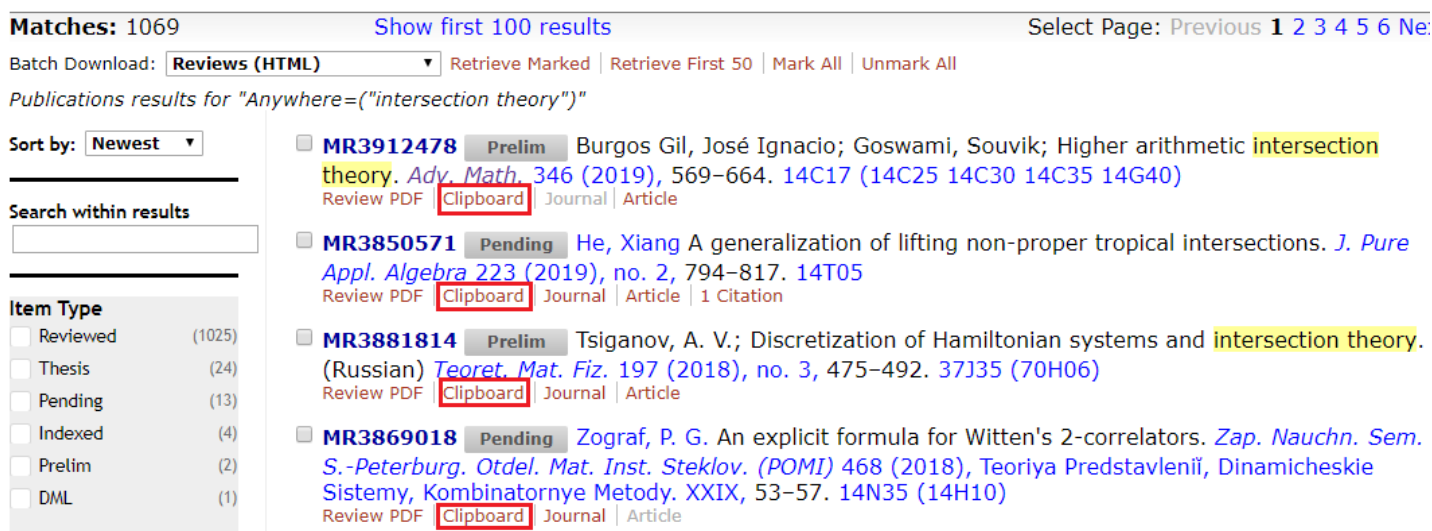 Matches: 1069 Show first 100 results Select Page: Previous 1 2 3 4 5 6
Batch Download: Reviews (HTML) Retrieve Marked | Retrieve First 50 | Mark All | Unmark All
Publications results for "Anywhere=("intersection theory")"
Sort by: Newest
Search within results
Item Type
Reviewed (1025)
Thesis (24)
Pending (13)
Indexed (4)
Prelim (2)
DML (1)
MR3912478 Prelim Burgos Gil, José Ignacio; Goswami, Souvik; Higher arithmetic intersection
theory. Adv. Math. 346 (2019), 569–664. 14C17 (14C25 14C30 14C35 14G40)
Review PDF | Clipboard | Journal | Article
MR3850571 Pending He, Xiang A generalization of lifting non-proper tropical intersections. J. Pure
Appl. Algebra 223 (2019), no. 2, 794–817. 14T05
Review PDF | Clipboard | Journal | Article | 1 Citation
MR3881814 Prelim Tsiganov, A. V.; Discretization of Hamiltonian systems and intersection theory.
(Russian) Teoret. Mat. Fiz. 197 (2018), no. 3, 475–492. 37J35 (70H06)
Review PDF | Clipboard | Journal | Article
MR3869018 Pending Zograf, P. G. An explicit formula for Witten's 2-correlators. Zap. Nauchn. Sem.
S.-Peterburg. Otdel. Mat. Inst. Steklov. (POMI) 468 (2018), Teoriya Predstavleniĭ, Dinamicheskie
Sistemy, Kombinatornye Metody. XXIX, 53–57. 14N35 (14H10)
Review PDF | Clipboard | Journal | Article